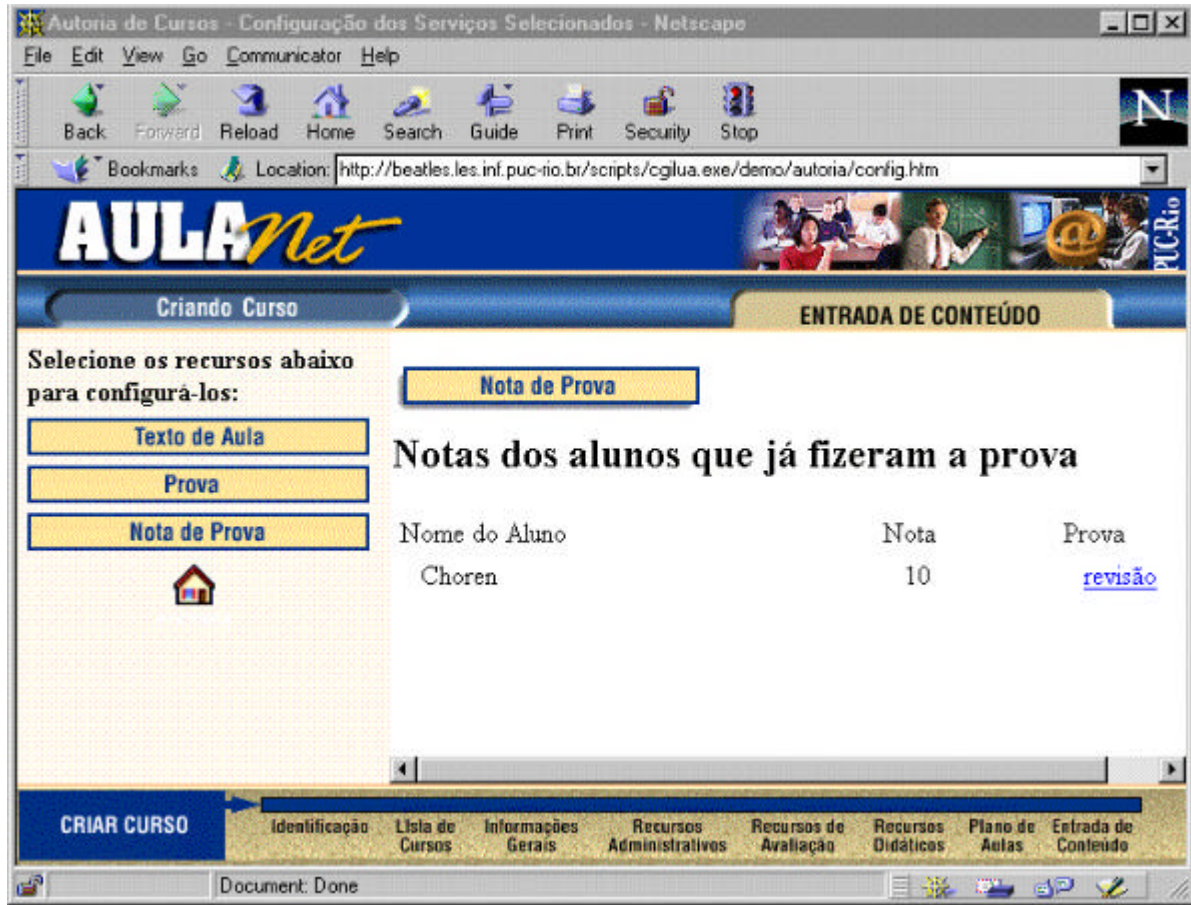 Autoria de Cursos - Configuração dos Serviços Selecionados - Netscape
File Edit View Go Communicator Help
Back Forward Reload Home Search Guide Print Security Stop
N
Bookmarks Location: http://beatles.les.inf.puc-rio.br/scripts/cgilua.exe/demo/autoria/config.htm
AULANet
@
PUC-Rio
Criando Curso
ENTRADA DE CONTEÚDO
Selecione os recursos abaixo
para configurá-los:
Texto de Aula
Prova
Nota de Prova
Nota de Prova
Notas dos alunos que já fizeram a prova
Nome do Aluno Nota Prova
Choren 10 revisão
CRIAR CURSO
Identificação
Lista de
Cursos
Informações
Gerais
Recursos
Administrativos
Recursos de
Avaliação
Recursos
Didáticos
Plano de
Aulas
Entrada de
Conteúdo
Document: Done